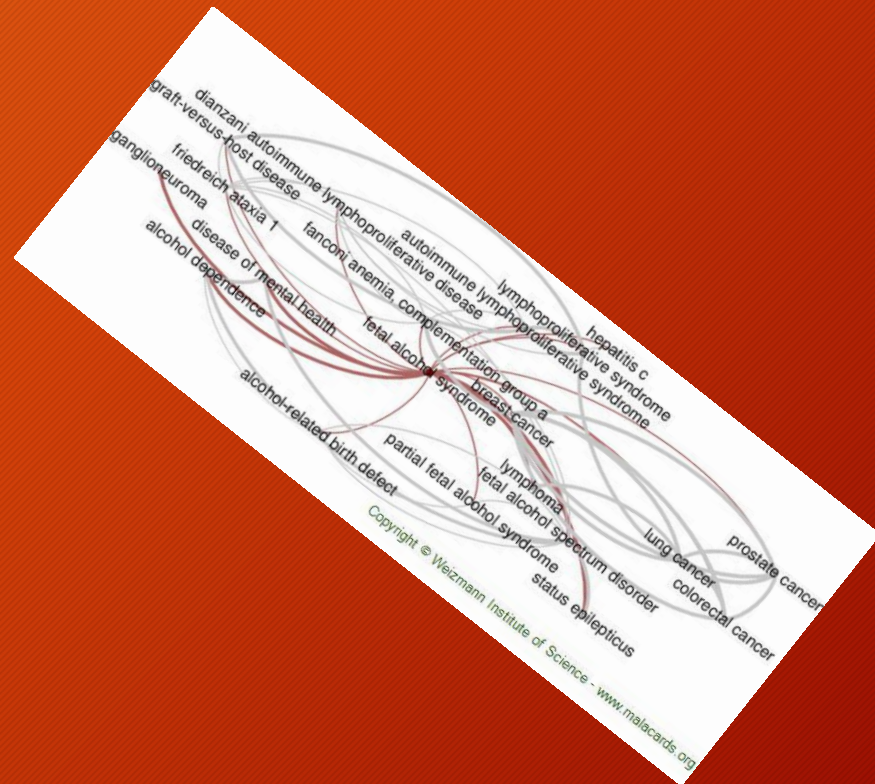 dianzani autoimmune lymphoproliferative disease
graft-versus-host disease
ganglioneuroma
friedreich ataxia 1
disease of mental health
alcohol dependence
fanconi anemia, complementation group a
autoimmune lymphoproliferative syndrome
lymphoproliferative syndrome
hepatitis c
fetal alcohol syndrome
breast cancer
alcohol-related birth defect
partial fetal alcohol syndrome
lymphoma
fetal alcohol spectrum disorder
status epilepticus
lung cancer
prostate cancer
colorectal cancer
Copyright © Weizmann Institute of Science - www.malacards.org